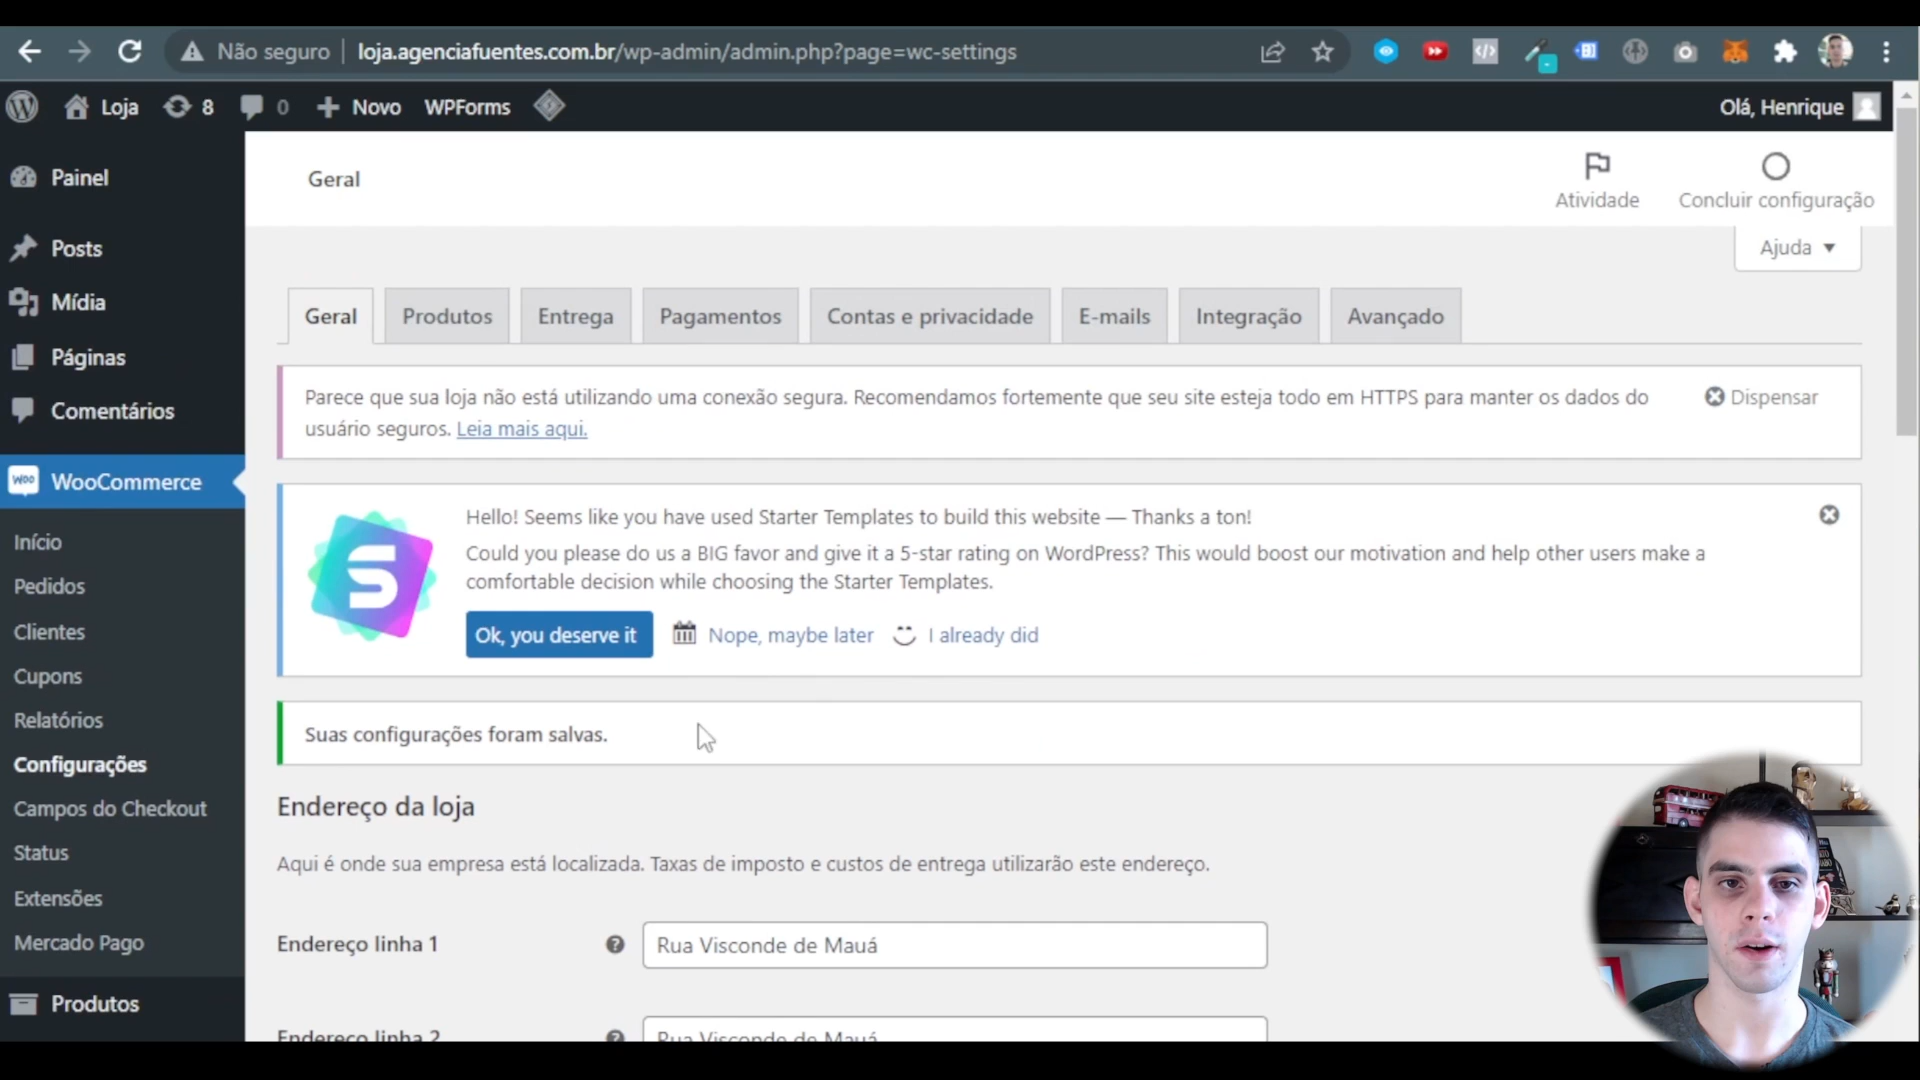 Não seguro
loja.agenciafuentes.com.br/wp-admin/admin.php?page=wc-settings
Loja
8
0
Novo
WPForms
Olá, Henrique
Painel
Posts
Mídia
Páginas
Comentários
WooCommerce
Início
Pedidos
Clientes
Cupons
Relatórios
Configurações
Campos do Checkout
Status
Extensões
Mercado Pago
Produtos
Geral
Atividade
Concluir configuração
Ajuda
Geral
Produtos
Entrega
Pagamentos
Contas e privacidade
E-mails
Integração
Avançado
Parece que sua loja não está utilizando uma conexão segura. Recomendamos fortemente que seu site esteja todo em HTTPS para manter os dados do
usuário seguros. Leia mais aqui.
Dispensar
Hello! Seems like you have used Starter Templates to build this website — Thanks a ton!
Could you please do us a BIG favor and give it a 5-star rating on WordPress? This would boost our motivation and help other users make a
comfortable decision while choosing the Starter Templates.
Ok, you deserve it
Nope, maybe later
I already did
Suas configurações foram salvas.
Endereço da loja
Aqui é onde sua empresa está localizada. Taxas de imposto e custos de entrega utilizarão este endereço.
Endereço linha 1
Rua Visconde de Mauá
Endereço linha 2
Rua Visconde de Mauá